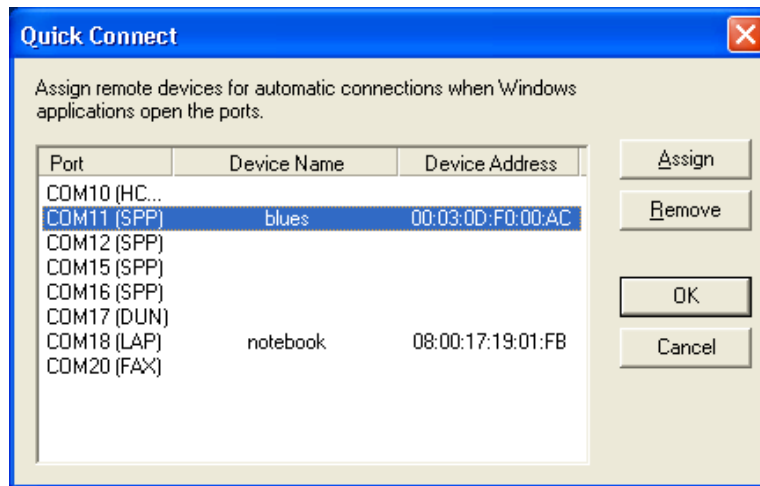 Quick Connect
Assign remote devices for automatic connections when Windows
applications open the ports.
Port Device Name Device Address
COM10 (HC...
COM11 (SPP) blues 00:03:0D:F0:00:AC
COM12 (SPP)
COM15 (SPP)
COM16 (SPP)
COM17 (DUN)
COM18 (LAP) notebook 08:00:17:19:01:FB
COM20 (FAX)
Assign
Remove
OK
Cancel